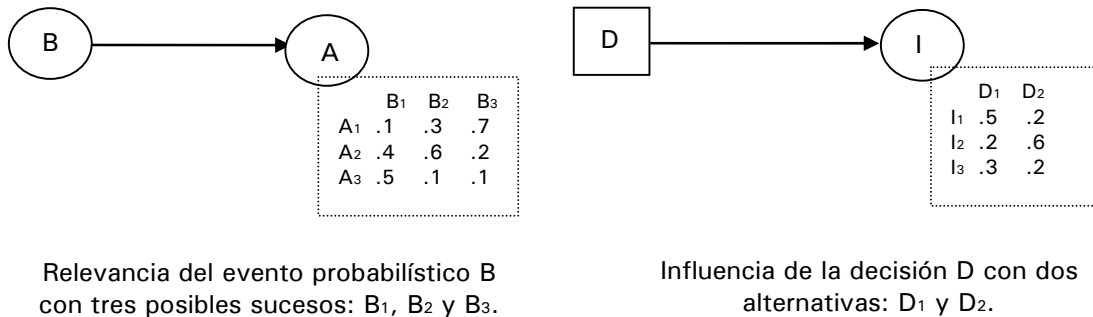 B
A
B₁ B₂ B₃
A₁ .1 .3 .7
A₂ .4 .6 .2
A₃ .5 .1 .1
Relevancia del evento probabilístico B
con tres posibles sucesos: B₁, B₂ y B₃.
D
I
D₁ D₂
I₁ .5 .2
I₂ .2 .6
I₃ .3 .2
Influencia de la decisión D con dos
alternativas: D₁ y D₂.